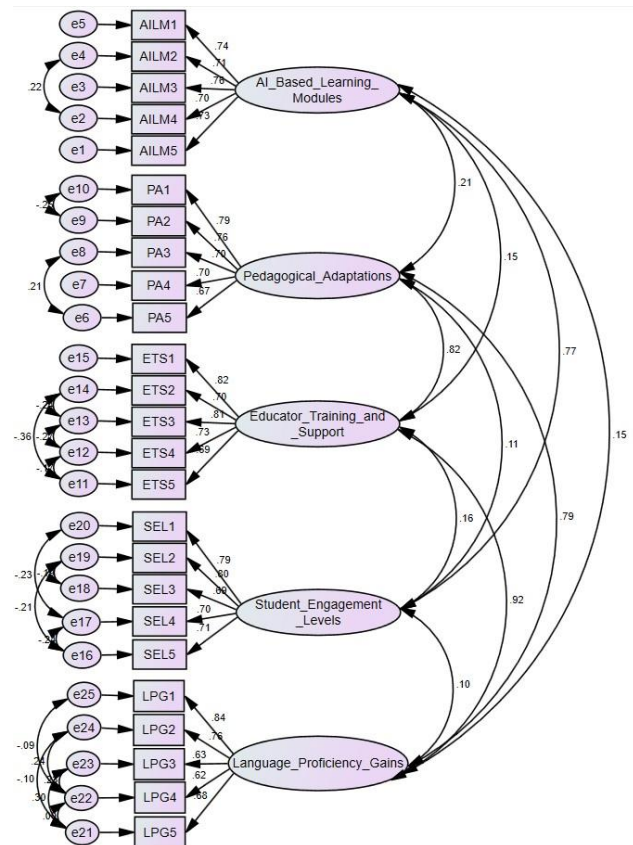 e5
AILM1
.74
e4
AILM2
.71
.22
e3
AILM3
.76
AI_Based_Learning_
Modules
e2
AILM4
.70
.73
e1
AILM5
e10
PA1
.21
e9
PA2
.79
.76
e8
PA3
.70
Pedagogical_Adaptations
.15
.21
e7
PA4
.70
e6
PA5
.67
.82
.77
e15
ETS1
.82
e14
ETS2
.70
e13
ETS3
.81
Educator_Training_and
_Support
.11
.15
-.36
e12
ETS4
.73
e11
ETS5
.69
.16
.79
e20
SEL1
.79
e19
SEL2
.80
.92
-.23
e18
SEL3
.69
Student_Engagement
_Levels
-.21
e17
SEL4
.70
e16
SEL5
.71
.10
e25
LPG1
.84
e24
LPG2
.76
-.09
.24
e23
LPG3
.63
Language_Proficiency_Gains
-.10
.30
e22
LPG4
.62
.68
e21
LPG5